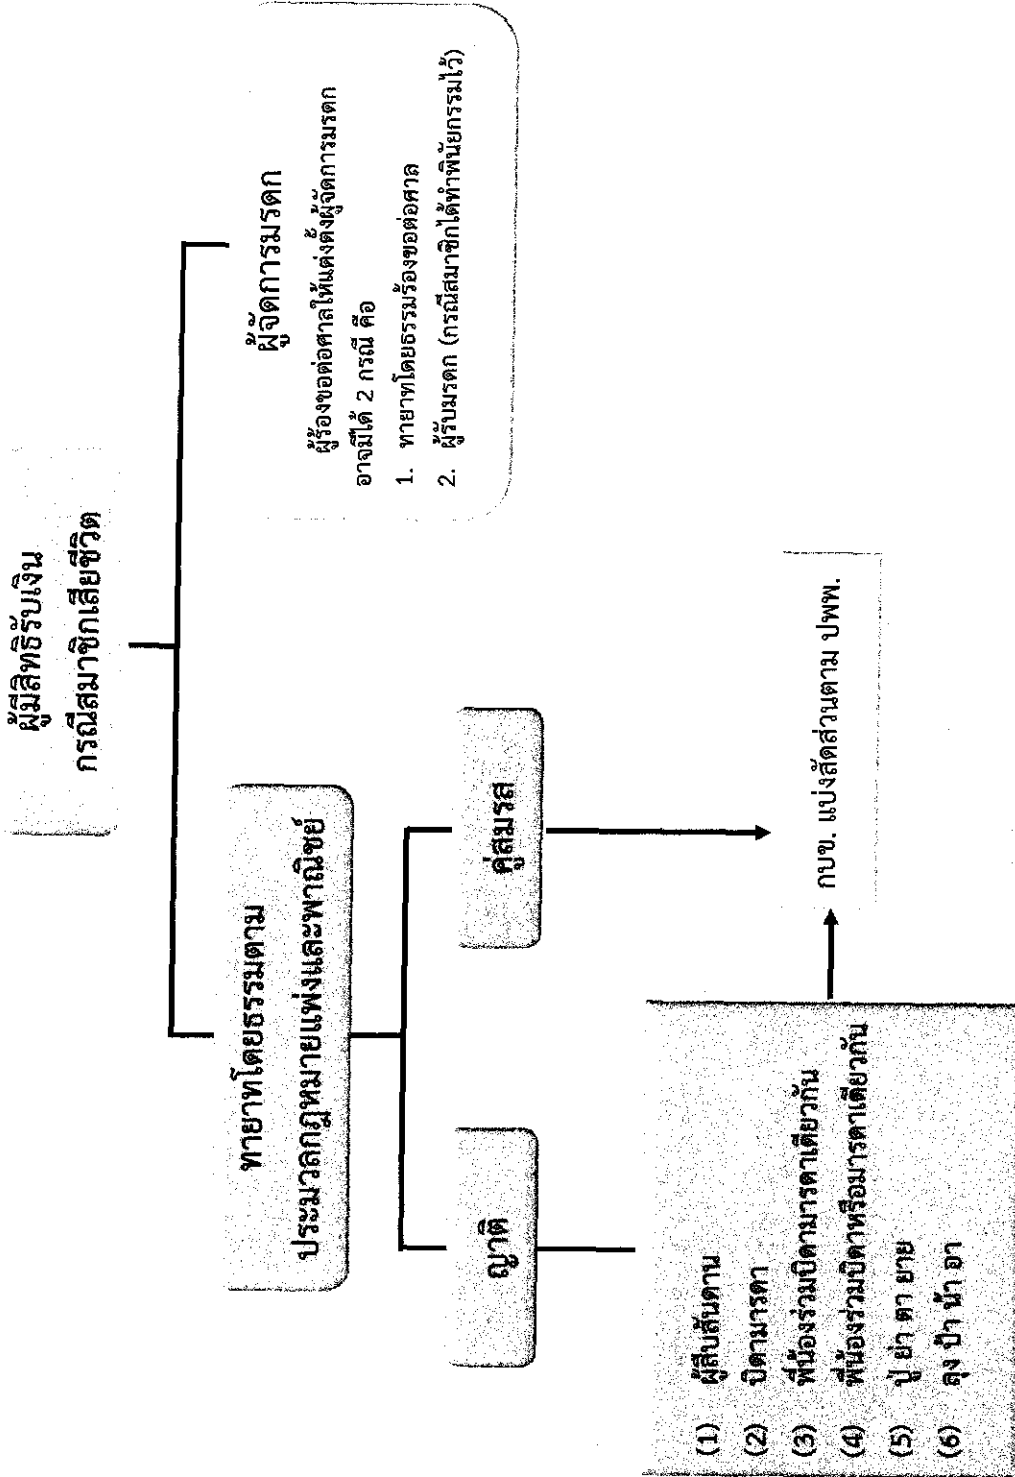 ผู้มีสิทธิรับเงิน
กรณีสมาชิกเสียชีวิต
ทายาทโดยธรรมตาม
ประมวลกฎหมายแพ่งและพาณิชย์
ญาติ
คู่สมรส
(1) ผู้สืบสันดาน
(2) บิดามารดา
(3) พี่น้องร่วมบิดามารดาเดียวกัน
(4) พี่น้องร่วมบิดาหรือมารดาเดียวกัน
(5) ปู่ ย่า ตา ยาย
(6) ลุง ป้า น้า อา
กบข. แบ่งสัดส่วนตาม ปพพ.
ผู้จัดการมรดก
ผู้ร้องขอต่อศาลให้แต่งตั้งผู้จัดการมรดก
อาจมีได้ 2 กรณี คือ
1. ทายาทโดยธรรมร้องขอต่อศาล
2. ผู้รับมรดก (กรณีสมาชิกได้ทำพินัยกรรมไว้)